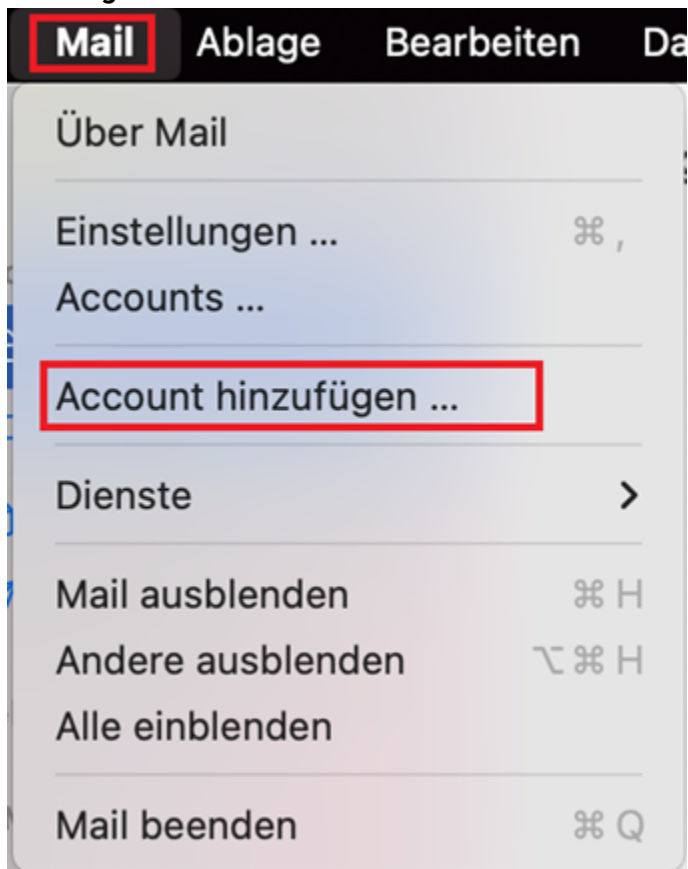 Mail Ablage Bearbeiten Da
Über Mail
Einstellungen ... ⌘ ,
Accounts ...
Account hinzufügen ...
Dienste
Mail ausblenden ⌘ H
Andere ausblenden ⌥ ⌘ H
Alle einblenden
Mail beenden ⌘ Q